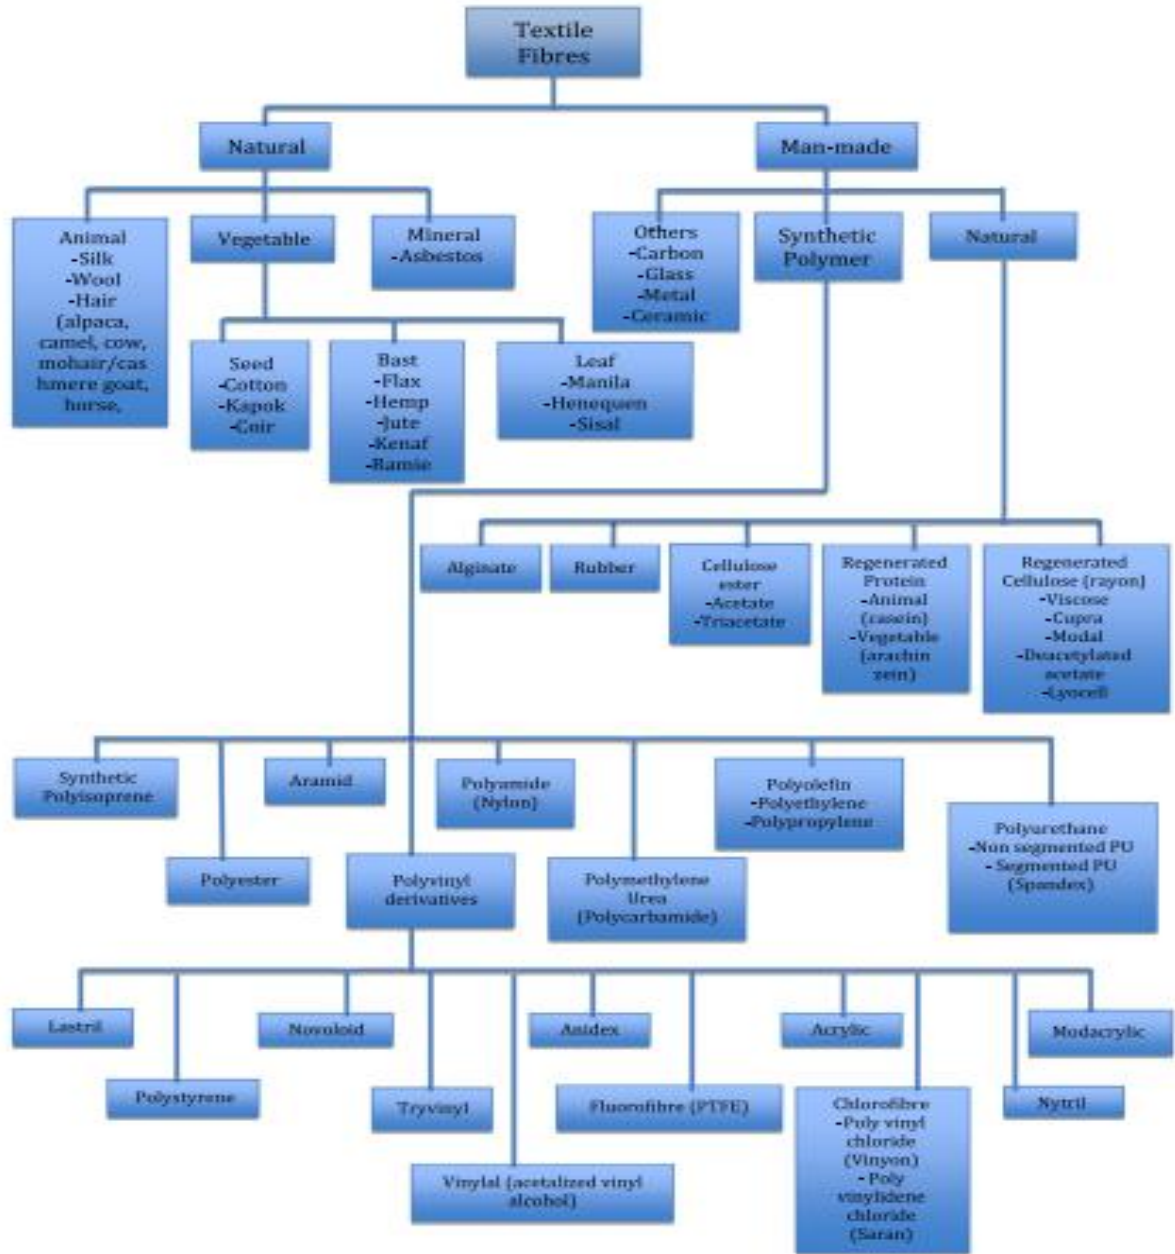 Textile
Fibres
Natural
Man-made
Animal
-Silk
-Wool
-Hair
(alpaca,
camel, cow,
mohair/cas
hmere goat,
horse,
Vegetable
Mineral
-Asbestos
Others
-Carbon
-Glass
-Metal
-Ceramic
Synthetic
Polymer
Natural
Seed
-Cotton
-Kapok
-Coir
Bast
-Flax
-Hemp
-Jute
-Kenaf
-Ramie
Leaf
-Manila
-Henequen
-Sisal
Alginate
Rubber
Cellulose
ester
-Acetate
-Triacetate
Regenerated
Protein
-Animal
(casein)
-Vegetable
(arachin
zein)
Regenerated
Cellulose (rayon)
-Viscose
-Cupra
-Modal
-Deacetylated
acetate
-Lyocell
Synthetic
Polyisoprene
Aramid
Polyamide
(Nylon)
Polyolefin
-Polyethylene
-Polypropylene
Polyurethane
-Non segmented PU
- Segmented PU
(Spandex)
Polyester
Polyvinyl
derivatives
Polymethylene
Urea
(Polycarbamide)
Lastril
Novoloid
Anidex
Acrylic
Modacrylic
Polystyrene
Tryvinyl
Fluorofibre (PTFE)
Chlorofibre
-Poly vinyl
chloride
(Vinyon)
- Poly
vinylidene
chloride
(Saran)
Nytril
Vinylal (acetalized vinyl
alcohol)